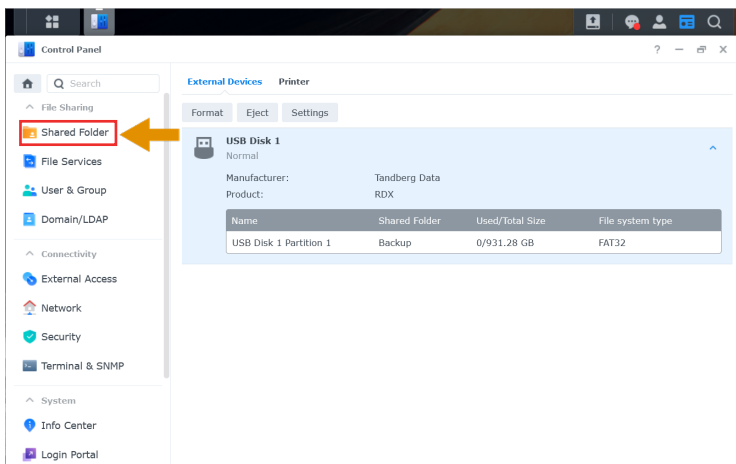 Control Panel
?
Search
File Sharing
Shared Folder
File Services
User & Group
Domain/LDAP
Connectivity
External Access
Network
Security
Terminal & SNMP
System
Info Center
Login Portal
External Devices Printer
Format Eject Settings
USB Disk 1
Normal
Manufacturer: Tandberg Data
Product: RDX
Name Shared Folder Used/Total Size File system type
USB Disk 1 Partition 1 Backup 0/931.28 GB FAT32